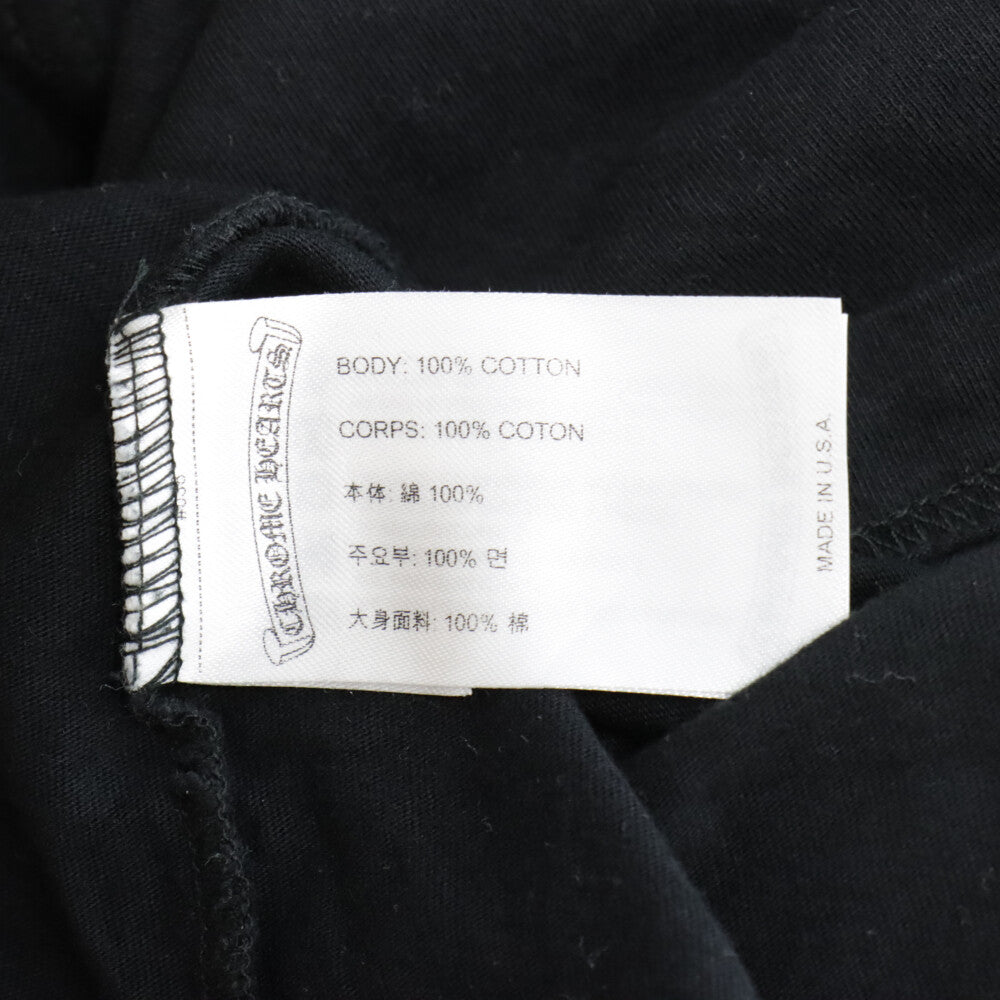 CHROME HEARTS
BODY: 100% COTTON
CORPS: 100% COTON
本体: 綿 100%
주요부: 100% 면
大身面料: 100% 棉
MADE IN U.S.A.